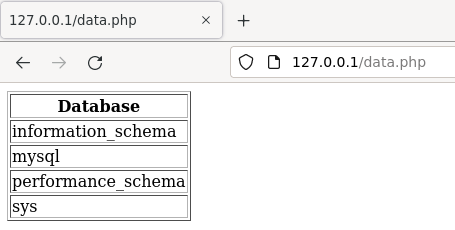 127.0.0.1/data.php
127.0.0.1/data.php
Database
information_schema
mysql
performance_schema
sys